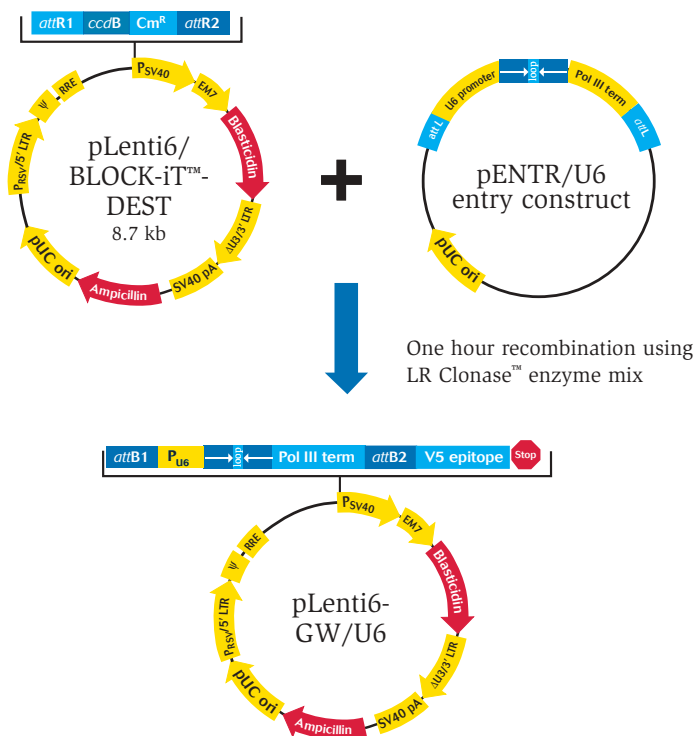 attR1 ccdB CmR attR2
PSV40
EM7
Blasticidin
ΔU3/3' LTR
SV40 pA
Ampicillin
pUC ori
PRSV/5' LTR
Ψ
RRE
pLenti6/
BLOCK-iT™-
DEST
8.7 kb
+
attL
U6 promoter
loop
Pol III term
attL
pUC ori
pENTR/U6
entry construct
One hour recombination using
LR Clonase™ enzyme mix
attB1 PU6 loop Pol III term attB2 V5 epitope Stop
PSV40
EM7
Blasticidin
ΔU3/3' LTR
SV40 pA
Ampicillin
pUC ori
PRSV/5' LTR
Ψ
RRE
pLenti6-
GW/U6